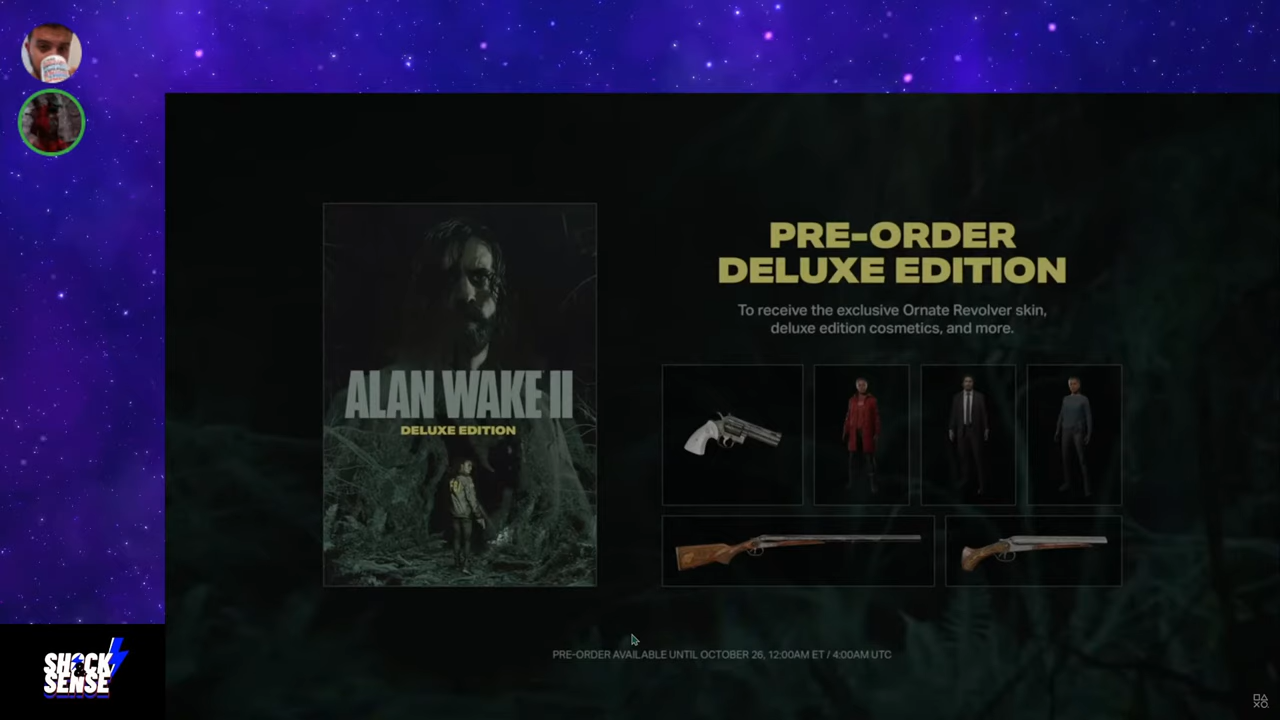 PRE-ORDER
DELUXE EDITION
To receive the exclusive Ornate Revolver skin,
deluxe edition cosmetics, and more.
ALAN WAKE II
DELUXE EDITION
PRE-ORDER AVAILABLE UNTIL OCTOBER 26, 12:00AM ET / 4:00AM UTC
SHOCK
&
SENSE